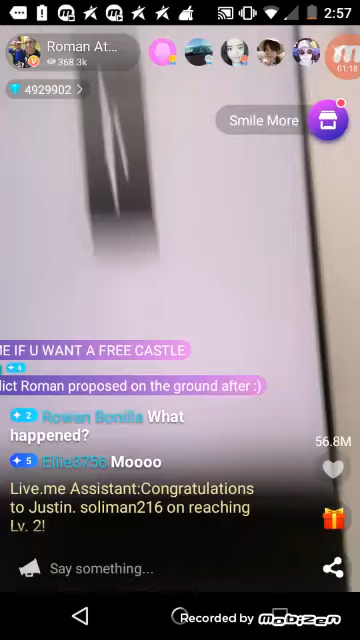 2:57
Roman At...
368.3k
01:18
4929902
Smile More
ME IF U WANT A FREE CASTLE
4
dict Roman proposed on the ground after :)
2 Rowan Bonilla What
happened?
5 Ellie3756 Moooo
56.8M
Live.me Assistant:Congratulations
to Justin. soliman216 on reaching
Lv. 2!
Say something...
Recorded by mobizen